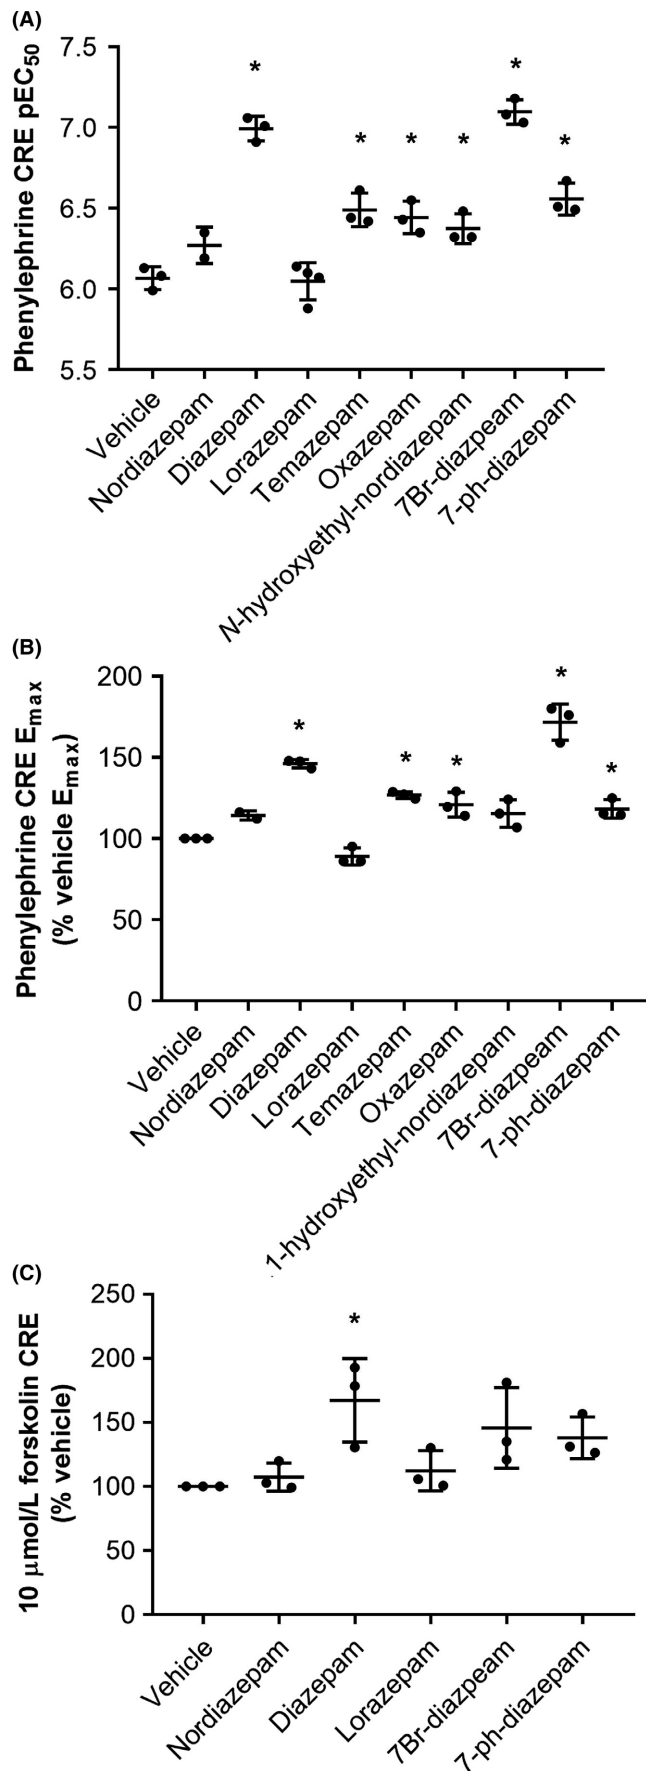 (A)
Phenylephrine CRE pEC50
7.5
7.0
6.5
6.0
5.5
* * * * * *
Vehicle
Nordiazepam
Diazepam
Lorazepam
Temazepam
Oxazepam
N-hydroxyethyl-nordiazepam
7Br-diazpeam
7-ph-diazepam
(B)
Phenylephrine CRE Emax
(% vehicle Emax)
200
150
100
50
0
* * * * *
Vehicle
Nordiazepam
Diazepam
Lorazepam
Temazepam
Oxazepam
1-hydroxyethyl-nordiazepam
7Br-diazpeam
7-ph-diazepam
(C)
10 μmol/L forskolin CRE
(% vehicle)
250
200
150
100
50
0
*
Vehicle
Nordiazepam
Diazepam
Lorazepam
7Br-diazpeam
7-ph-diazepam